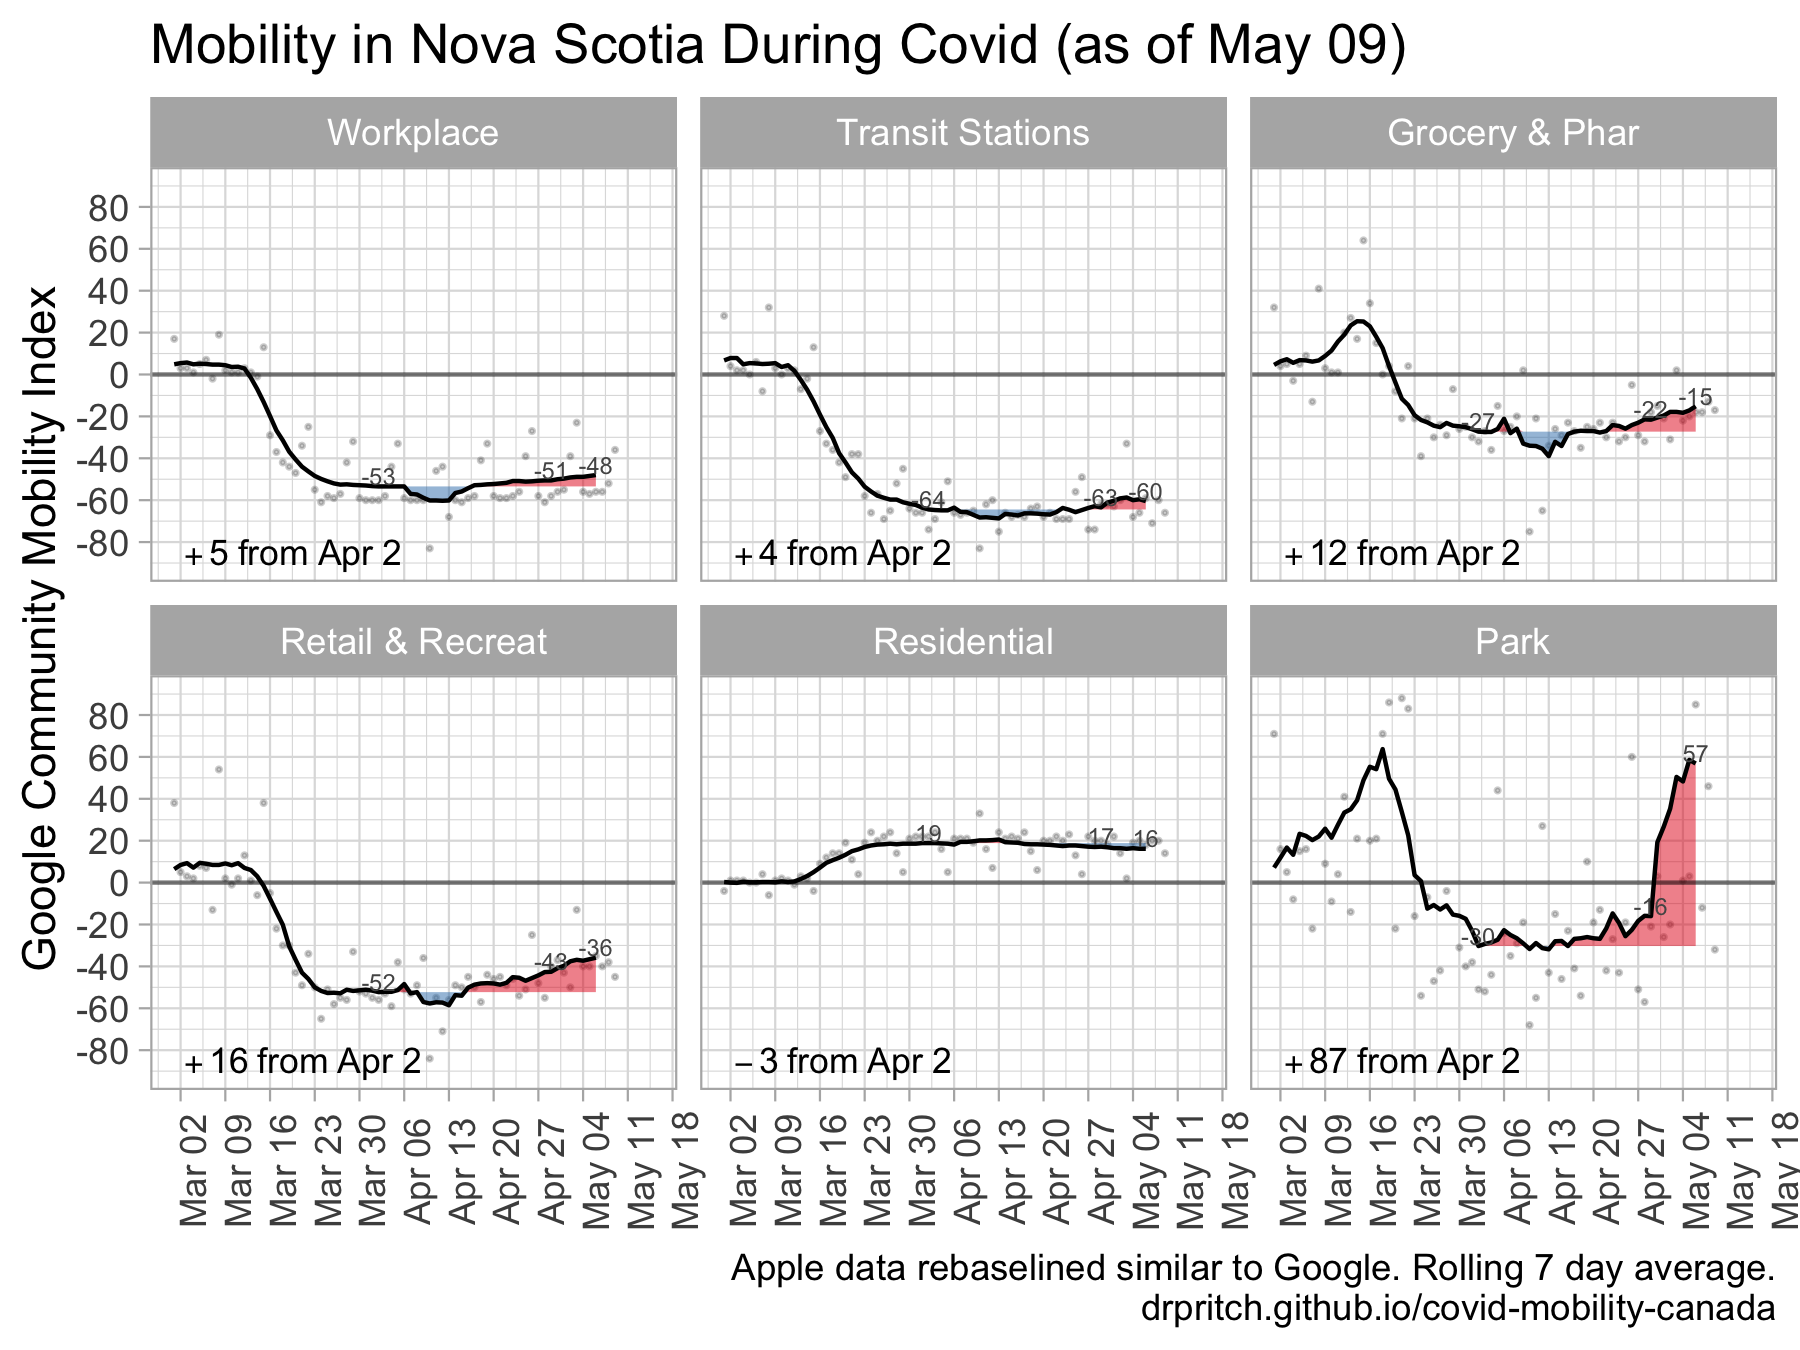 Mobility in Nova Scotia During Covid (as of May 09)
Workplace
Transit Stations
Grocery & Phar
Google Community Mobility Index
80
60
40
20
0
-20
-40
-60
-80
-53
-51
-48
+ 5 from Apr 2
-64
-63
-60
+ 4 from Apr 2
-27
-22
-15
+ 12 from Apr 2
Retail & Recreat
Residential
Park
80
60
40
20
0
-20
-40
-60
-80
-52
-43
-36
+ 16 from Apr 2
19
17
16
− 3 from Apr 2
-30
-16
57
+ 87 from Apr 2
Mar 02
Mar 09
Mar 16
Mar 23
Mar 30
Apr 06
Apr 13
Apr 20
Apr 27
May 04
May 11
May 18
Mar 02
Mar 09
Mar 16
Mar 23
Mar 30
Apr 06
Apr 13
Apr 20
Apr 27
May 04
May 11
May 18
Mar 02
Mar 09
Mar 16
Mar 23
Mar 30
Apr 06
Apr 13
Apr 20
Apr 27
May 04
May 11
May 18
Apple data rebaselined similar to Google. Rolling 7 day average.
drpritch.github.io/covid-mobility-canada